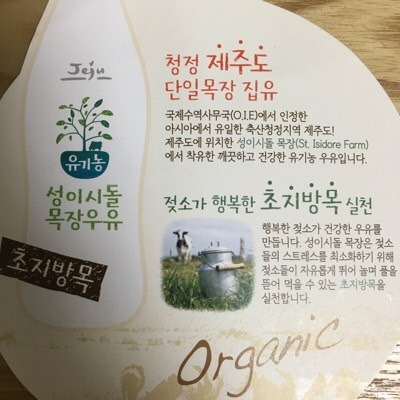 Jeju
유기농
성이시돌
목장우유
초지방목
청정 제주도
단일목장 집유
국제수역사무국(O.I.E)에서 인정한
아시아에서 유일한 축산청정지역 제주도!
제주도에 위치한 성이시돌 목장(St. Isidore Farm)
에서 착유한 깨끗하고 건강한 유기농 우유입니다.
젖소가 행복한 초지방목 실천
행복한 젖소가 건강한 우유를
만듭니다. 성이시돌 목장은 젖소
들의 스트레스를 최소화하기 위해
젖소들이 자유롭게 뛰어 놀며 풀을
뜯어 먹을 수 있는 초지방목을
실천합니다.
Organic